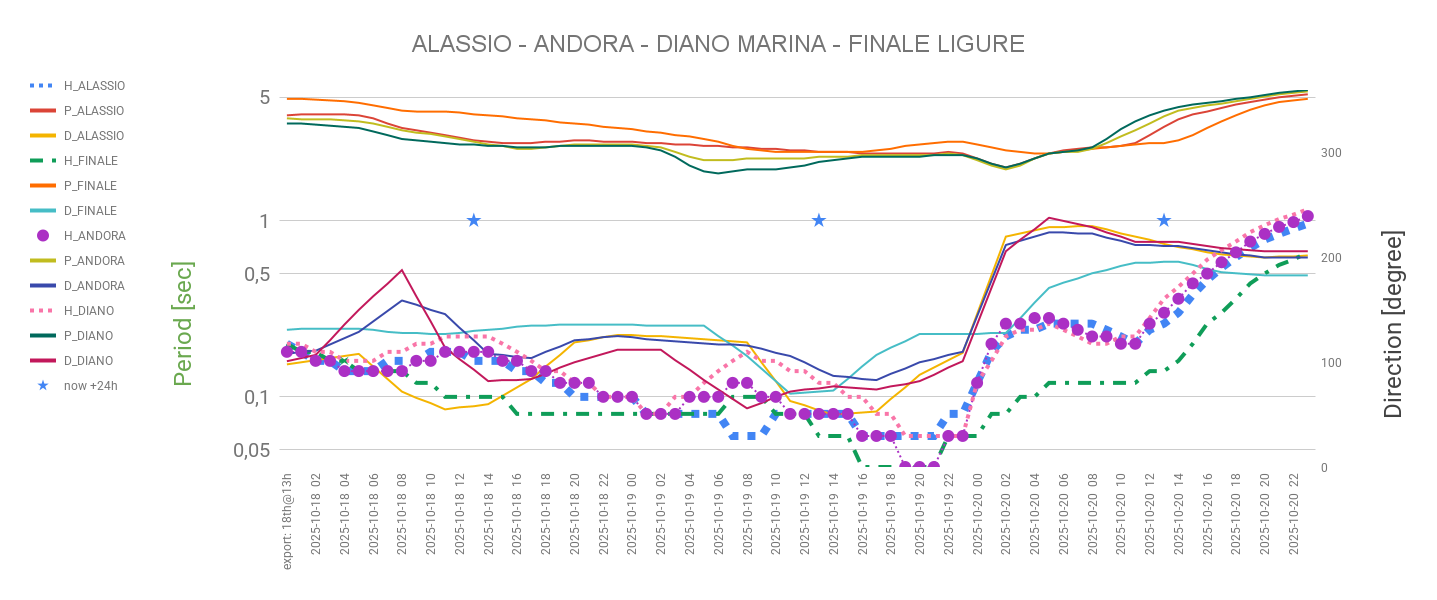 ALASSIO - ANDORA - DIANO MARINA - FINALE LIGURE
H_ALASSIO
P_ALASSIO
D_ALASSIO
H_FINALE
P_FINALE
D_FINALE
H_ANDORA
P_ANDORA
D_ANDORA
H_DIANO
P_DIANO
D_DIANO
now +24h
Period [sec]
5
1
0,5
0,1
0,05
300
200
100
0
Direction [degree]
export: 18th@13h
2025-10-18 02
2025-10-18 04
2025-10-18 06
2025-10-18 08
2025-10-18 10
2025-10-18 12
2025-10-18 14
2025-10-18 16
2025-10-18 18
2025-10-18 20
2025-10-18 22
2025-10-19 00
2025-10-19 02
2025-10-19 04
2025-10-19 06
2025-10-19 08
2025-10-19 10
2025-10-19 12
2025-10-19 14
2025-10-19 16
2025-10-19 18
2025-10-19 20
2025-10-19 22
2025-10-20 00
2025-10-20 02
2025-10-20 04
2025-10-20 06
2025-10-20 08
2025-10-20 10
2025-10-20 12
2025-10-20 14
2025-10-20 16
2025-10-20 18
2025-10-20 20
2025-10-20 22